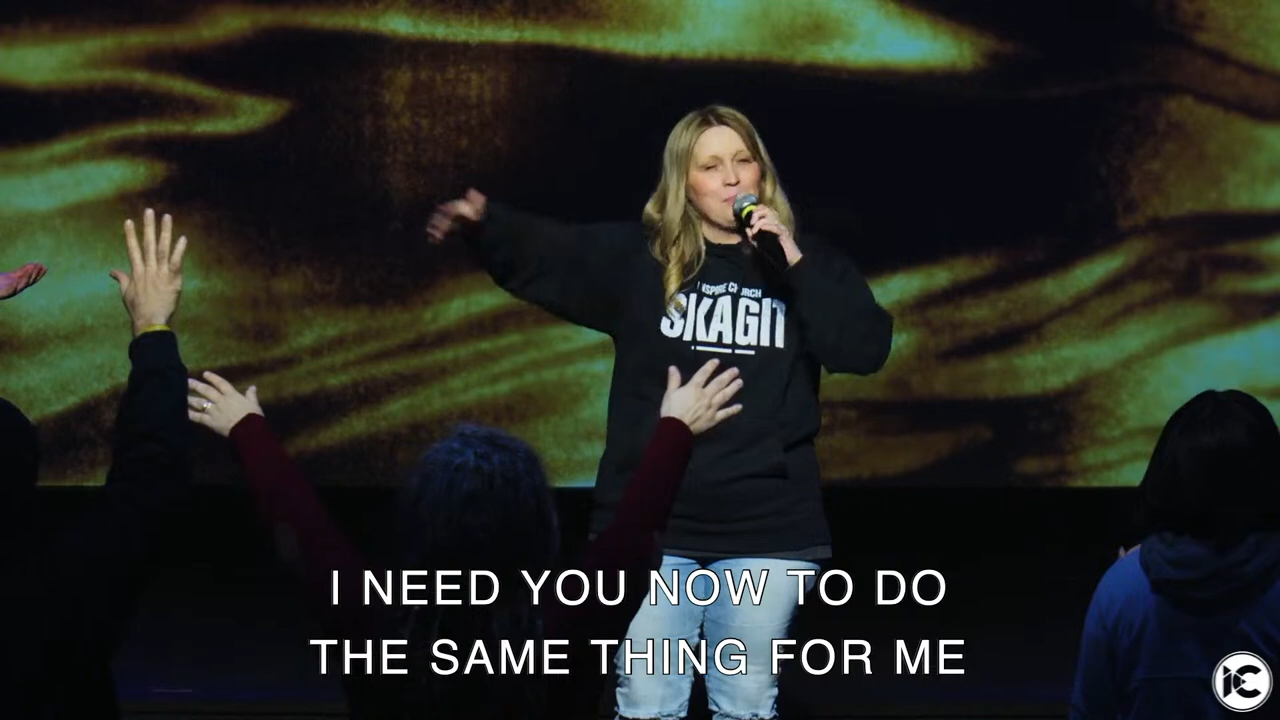 INSPIRE CHURCH
SKAGIT
I NEED YOU NOW TO DO
THE SAME THING FOR ME
IC